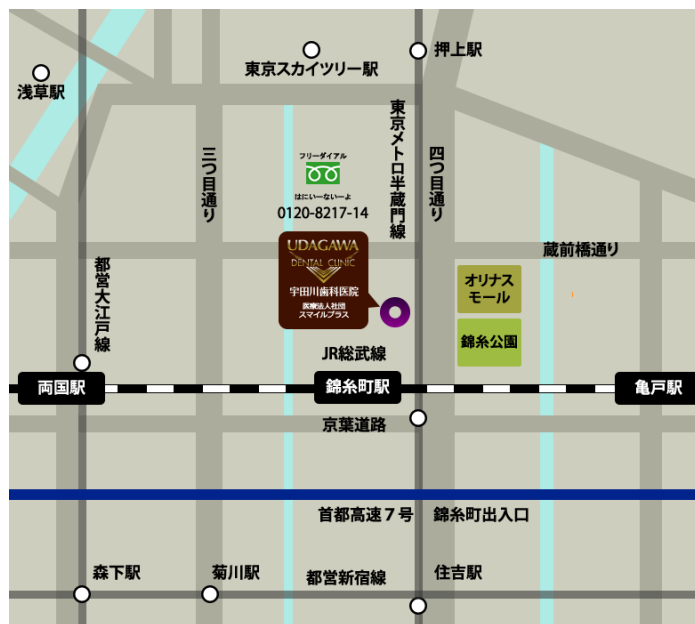 押上駅
東京スカイツリー駅
浅草駅
東京メトロ半蔵門線
四つ目通り
三つ目通り
フリーダイアル
はにいーないーよ
0120-8217-14
UDAGAWA
DENTAL CLINIC
宇田川歯科医院
医療法人社団
スマイルプラス
蔵前橋通り
都営大江戸線
オリナス
モール
錦糸公園
JR総武線
両国駅
錦糸町駅
亀戸駅
京葉道路
首都高速7号
錦糸町出入口
森下駅
菊川駅
都営新宿線
住吉駅